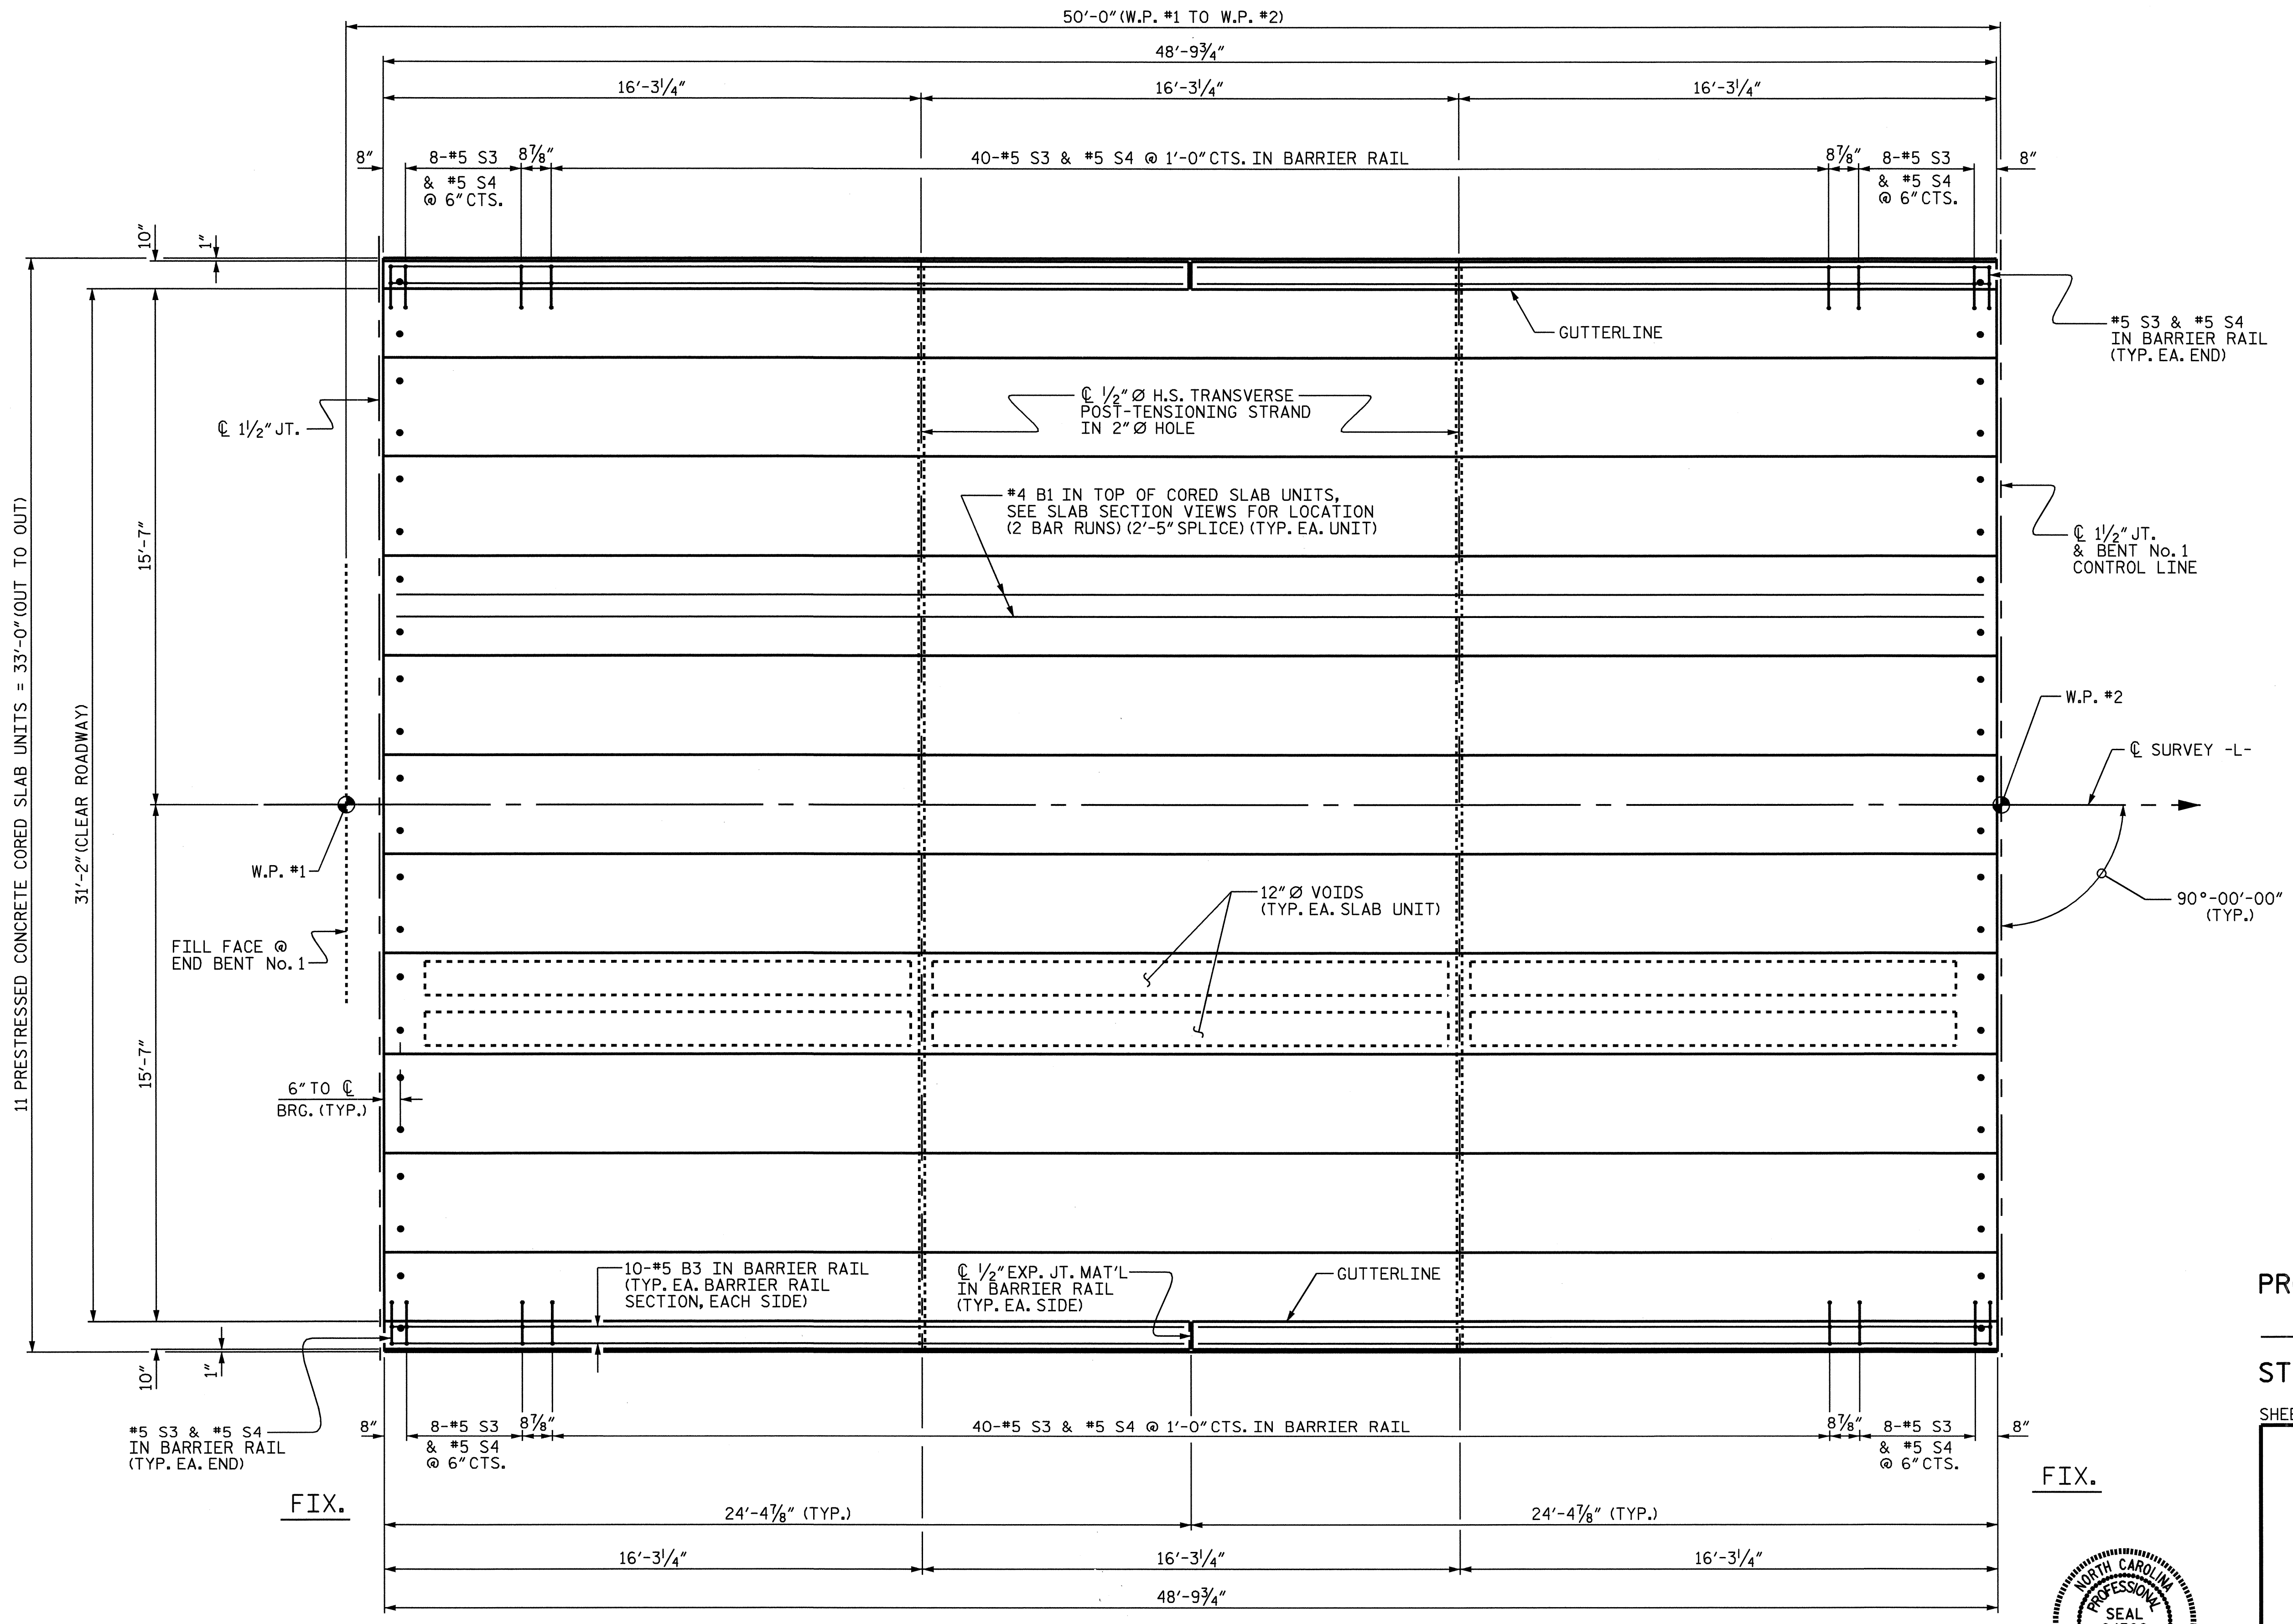 50'-0" (W.P. #1 TO W.P. #2)
48'-9¾"
16'-3¼"
16'-3¼"
16'-3¼"
8"
8-#5 S3
& #5 S4
@ 6" CTS.
8⅞"
40-#5 S3 & #5 S4 @ 1'-0" CTS. IN BARRIER RAIL
8⅞"
8-#5 S3
& #5 S4
@ 6" CTS.
8"
10"
1"
GUTTERLINE
#5 S3 & #5 S4
IN BARRIER RAIL
(TYP. EA. END)
℄ 1½" JT.
℄ ½" Ø H.S. TRANSVERSE
POST-TENSIONING STRAND
IN 2" Ø HOLE
#4 B1 IN TOP OF CORED SLAB UNITS,
SEE SLAB SECTION VIEWS FOR LOCATION
(2 BAR RUNS) (2'-5" SPLICE) (TYP. EA. UNIT)
℄ 1½" JT.
& BENT No. 1
CONTROL LINE
11 PRESTRESSED CONCRETE CORED SLAB UNITS = 33'-0" (OUT TO OUT)
31'-2" (CLEAR ROADWAY)
15'-7"
15'-7"
W.P. #2
℄ SURVEY -L-
W.P. #1
90°-00'-00"
(TYP.)
12" Ø VOIDS
(TYP. EA. SLAB UNIT)
FILL FACE @
END BENT No. 1
6" TO ℄
BRG. (TYP.)
10-#5 B3 IN BARRIER RAIL
(TYP. EA. BARRIER RAIL
SECTION, EACH SIDE)
℄ ½" EXP. JT. MAT'L
IN BARRIER RAIL
(TYP. EA. SIDE)
GUTTERLINE
10"
1"
#5 S3 & #5 S4
IN BARRIER RAIL
(TYP. EA. END)
8"
8-#5 S3
& #5 S4
@ 6" CTS.
8⅞"
40-#5 S3 & #5 S4 @ 1'-0" CTS. IN BARRIER RAIL
8⅞"
8-#5 S3
& #5 S4
@ 6" CTS.
8"
FIX.
FIX.
24'-4⅞" (TYP.)
24'-4⅞" (TYP.)
16'-3¼"
16'-3¼"
16'-3¼"
48'-9¾"
PR
ST
SHEE
NORTH CAROLINA
PROFESSIONAL
SEAL